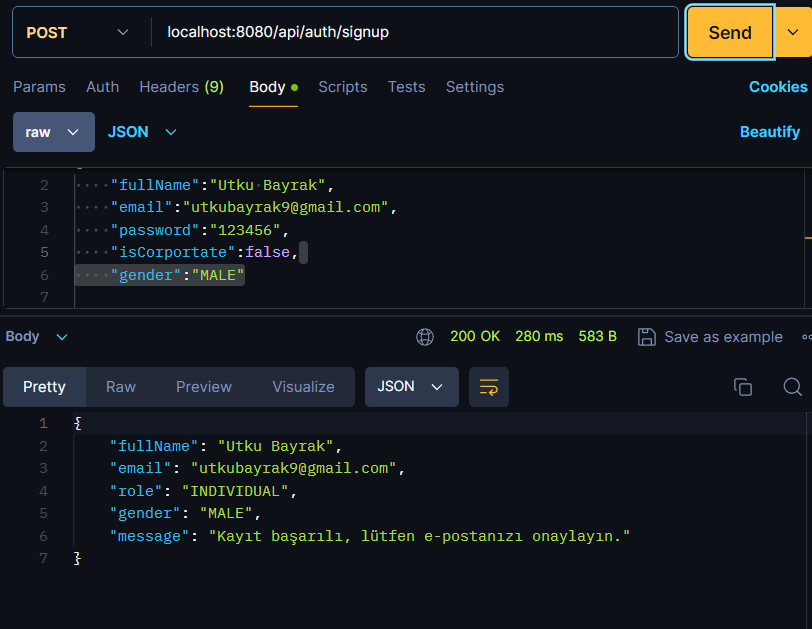 POST localhost:8080/api/auth/signup Send
Params Auth Headers (9) Body Scripts Tests Settings Cookies
raw JSON Beautify
2 "fullName":"Utku Bayrak",
3 "email":"utkubayrak9@gmail.com",
4 "password":"123456",
5 "isCorportate":false,
6 "gender":"MALE"
7
Body 200 OK 280 ms 583 B Save as example
Pretty Raw Preview Visualize JSON
1 {
2 "fullName": "Utku Bayrak",
3 "email": "utkubayrak9@gmail.com",
4 "role": "INDIVIDUAL",
5 "gender": "MALE",
6 "message": "Kayıt başarılı, lütfen e-postanızı onaylayın."
7 }